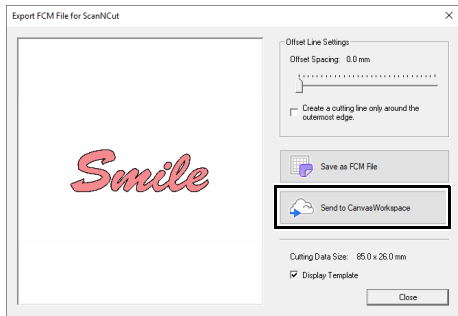 Export FCM File for ScanNCut
Smile
Offset Line Settings
Offset Spacing: 0.0 mm
Create a cutting line only around the
outermost edge.
Save as FCM File
Send to CanvasWorkspace
Cutting Data Size: 85.0 x 26.0 mm
Display Template
Close